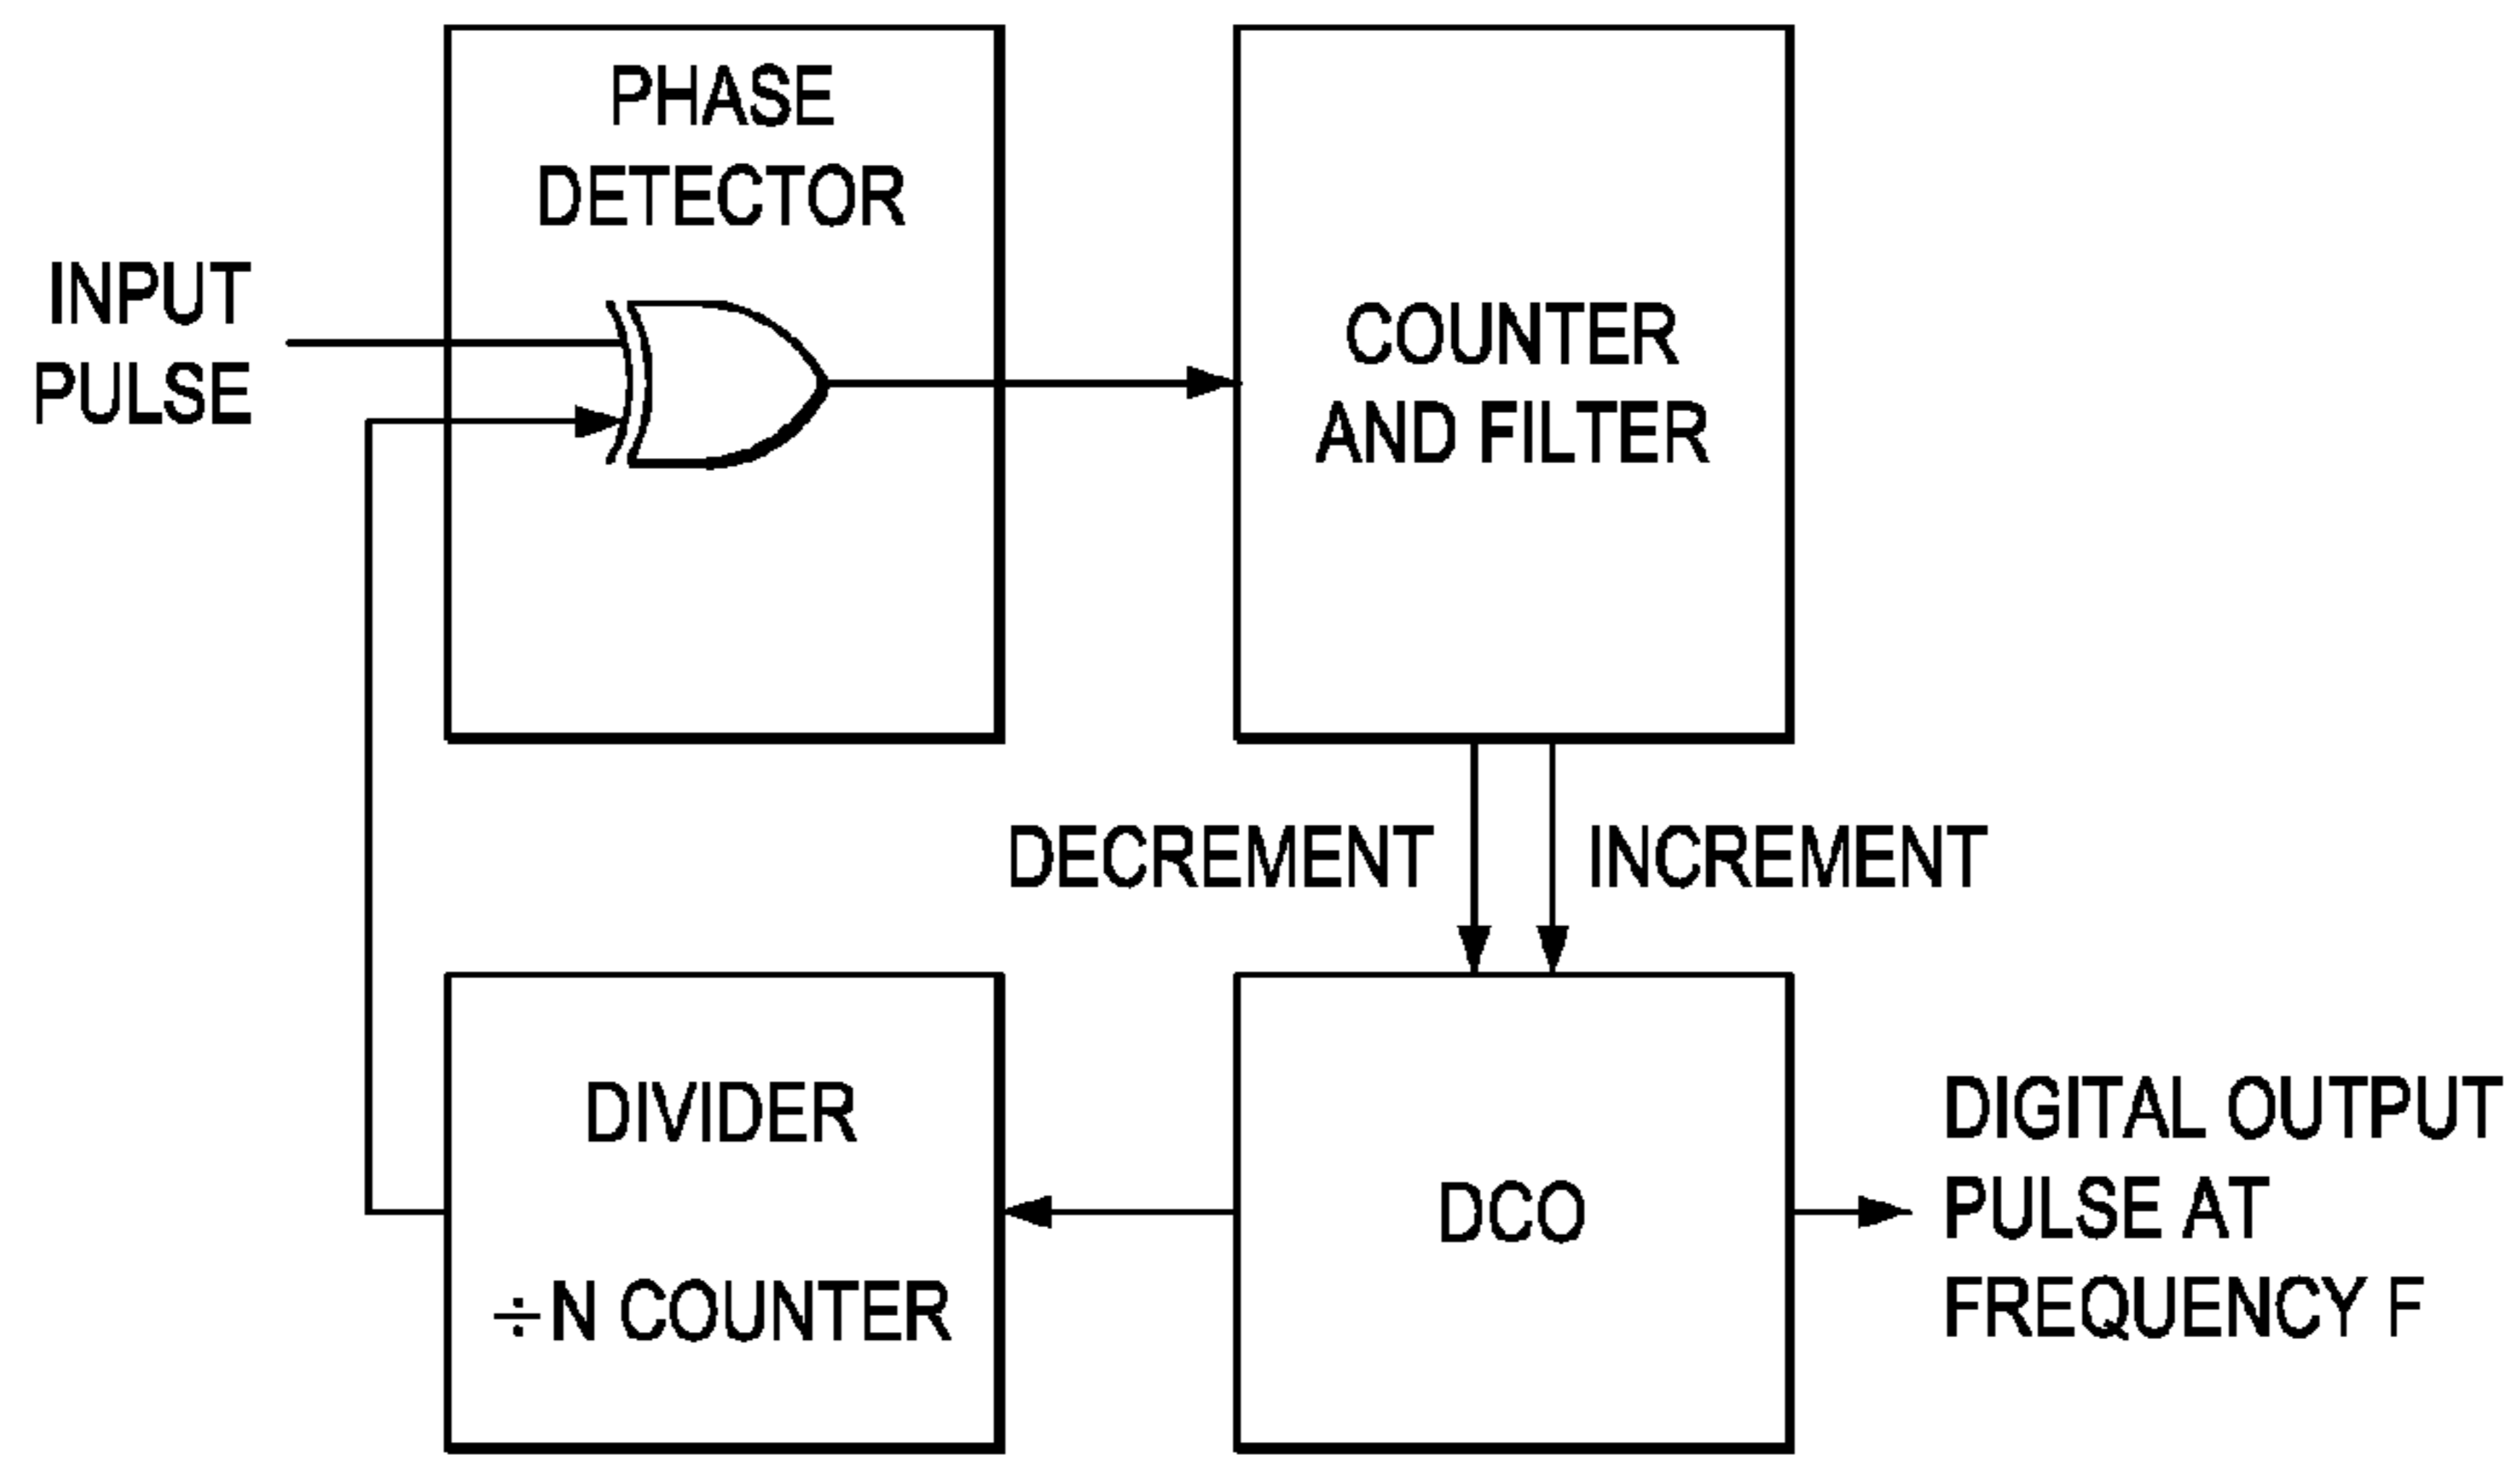 PHASE
DETECTOR
INPUT
PULSE
COUNTER
AND FILTER
DECREMENT
INCREMENT
DIVIDER
÷N COUNTER
DCO
DIGITAL OUTPUT
PULSE AT
FREQUENCY F